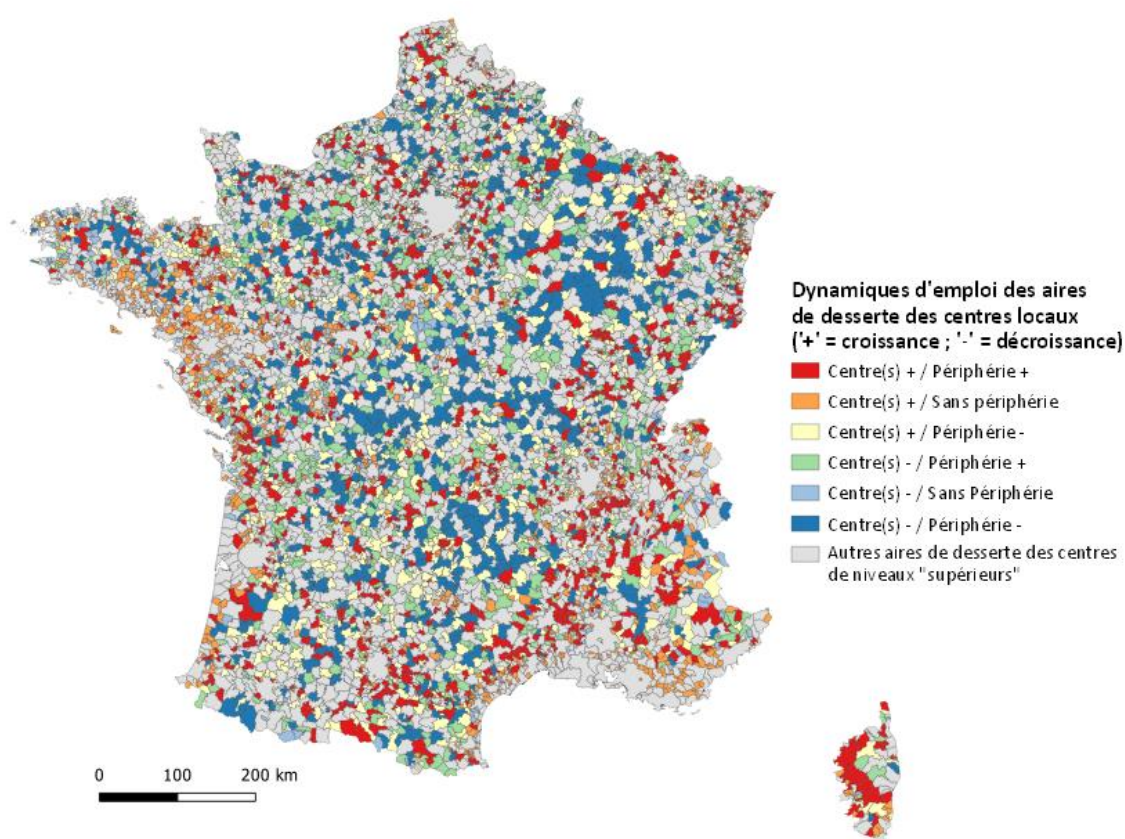 Dynamiques d'emploi des aires
de desserte des centres locaux
('+' = croissance ; '-' = décroissance)
Centre(s) + / Périphérie +
Centre(s) + / Sans périphérie
Centre(s) + / Périphérie -
Centre(s) - / Périphérie +
Centre(s) - / Sans Périphérie
Centre(s) - / Périphérie -
Autres aires de desserte des centres
de niveaux "supérieurs"
0 100 200 km